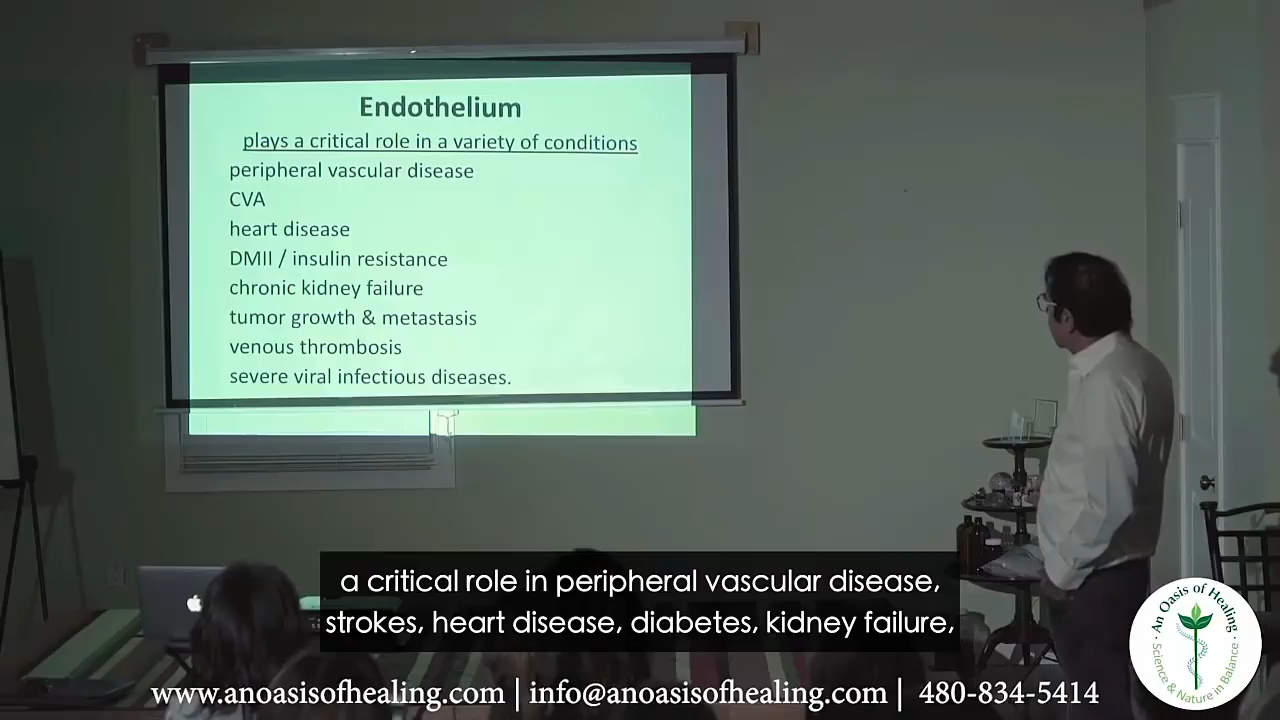 Endothelium
plays a critical role in a variety of conditions
peripheral vascular disease
CVA
heart disease
DMII / insulin resistance
chronic kidney failure
tumor growth & metastasis
venous thrombosis
severe viral infectious diseases.
a critical role in peripheral vascular disease,
strokes, heart disease, diabetes, kidney failure,
An Oasis of Healing
Science & Nature in Balance
www.anoasisofhealing.com | info@anoasisofhealing.com | 480-834-5414